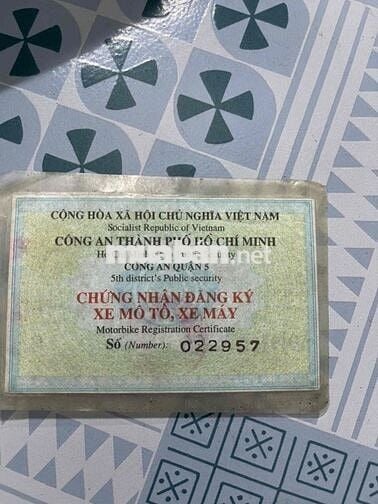 CỘNG HÒA XÃ HỘI CHỦ NGHĨA VIỆT NAM
Socialist Republic of Vietnam
CÔNG AN THÀNH PHỐ HỒ CHÍ MINH
CÔNG AN QUẬN 5
5th district's Public security
CHỨNG NHẬN ĐĂNG KÝ
XE MÔ TÔ, XE MÁY
Motorbike Registration Certificate
Số (Number): 022957